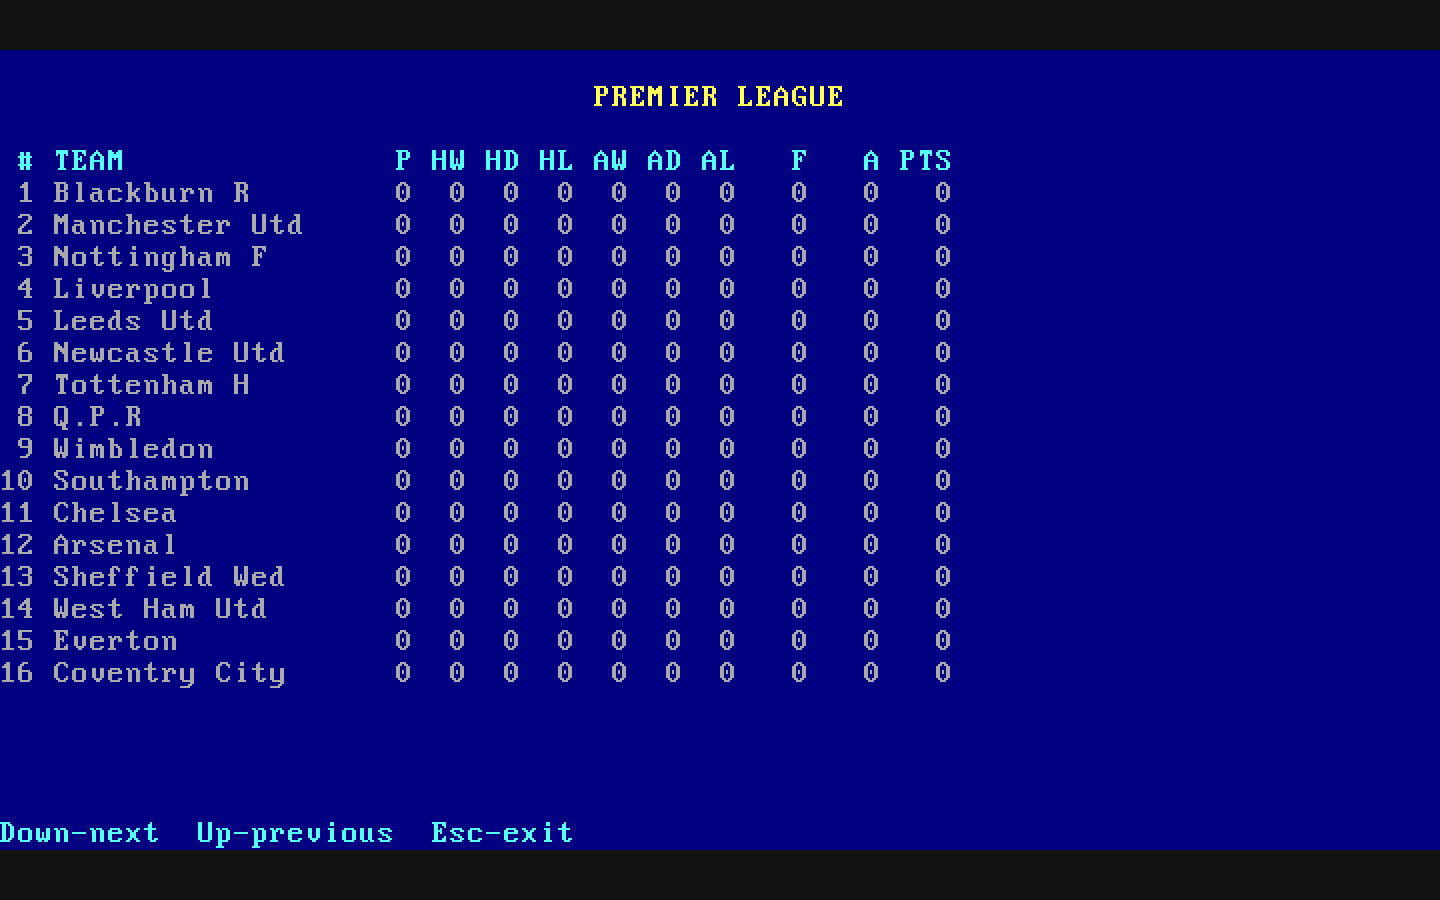 PREMIER LEAGUE
# TEAM P HW HD HL AW AD AL F A PTS
1 Blackburn R 0 0 0 0 0 0 0 0 0 0
2 Manchester Utd 0 0 0 0 0 0 0 0 0 0
3 Nottingham F 0 0 0 0 0 0 0 0 0 0
4 Liverpool 0 0 0 0 0 0 0 0 0 0
5 Leeds Utd 0 0 0 0 0 0 0 0 0 0
6 Newcastle Utd 0 0 0 0 0 0 0 0 0 0
7 Tottenham H 0 0 0 0 0 0 0 0 0 0
8 Q.P.R 0 0 0 0 0 0 0 0 0 0
9 Wimbledon 0 0 0 0 0 0 0 0 0 0
10 Southampton 0 0 0 0 0 0 0 0 0 0
11 Chelsea 0 0 0 0 0 0 0 0 0 0
12 Arsenal 0 0 0 0 0 0 0 0 0 0
13 Sheffield Wed 0 0 0 0 0 0 0 0 0 0
14 West Ham Utd 0 0 0 0 0 0 0 0 0 0
15 Everton 0 0 0 0 0 0 0 0 0 0
16 Coventry City 0 0 0 0 0 0 0 0 0 0
Down-next Up-previous Esc-exit